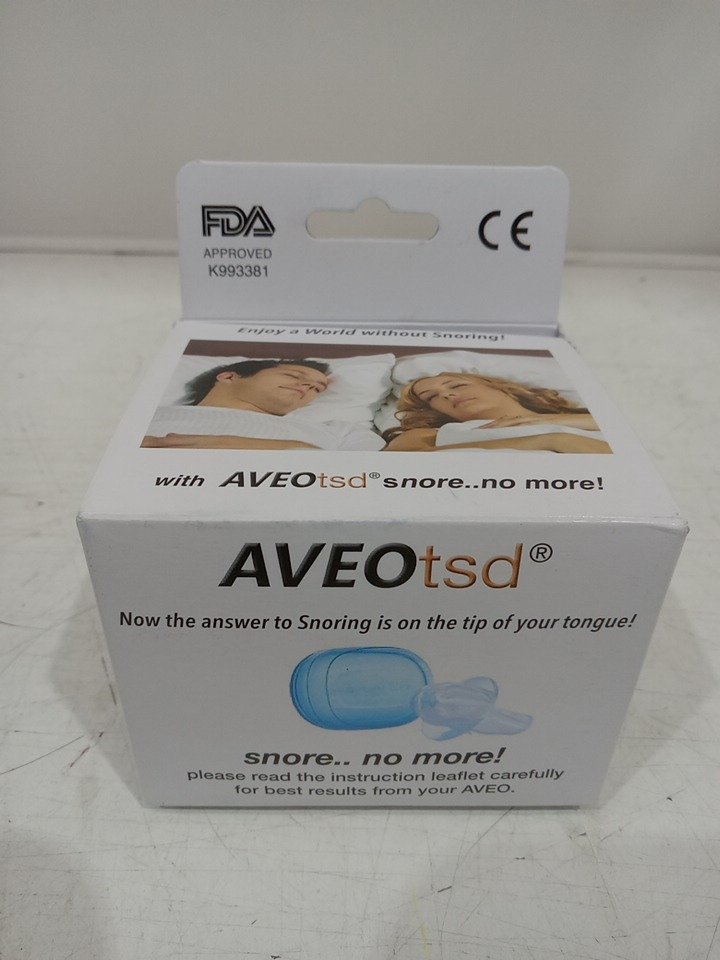 FDA
APPROVED
K993381
CE
Enjoy a World without Snoring!
with AVEOtsd® snore..no more!
AVEOtsd®
Now the answer to Snoring is on the tip of your tongue!
snore.. no more!
please read the instruction leaflet carefully
for best results from your AVEO.